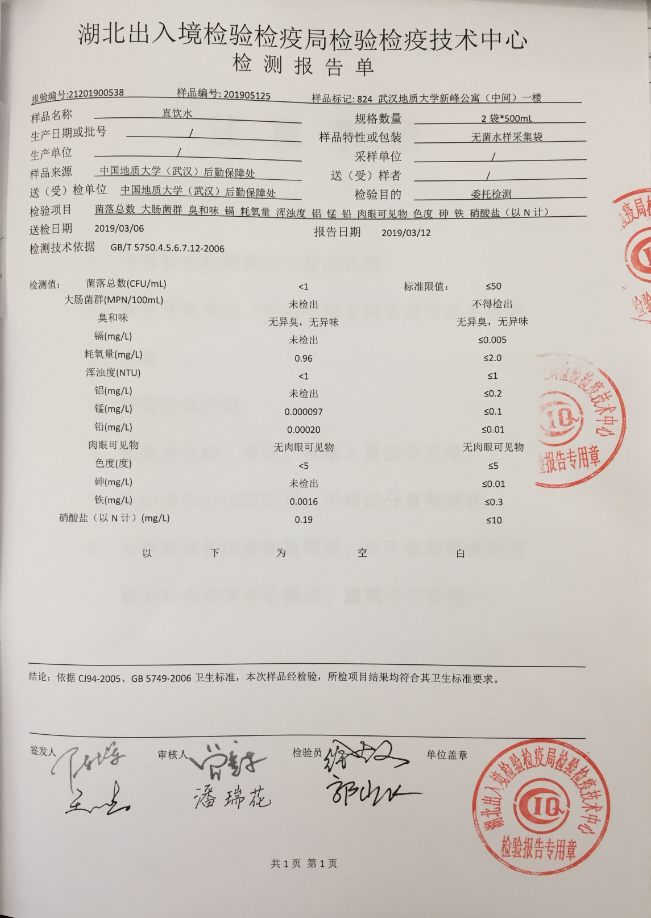 湖北出入境检验检疫局检验检疫技术中心
检测报告单
报验编号:21201900538 样品编号: 201905125 样品标记: 824 武汉地质大学新峰公寓（中间）一楼
样品名称 直饮水 规格数量 2 袋*500mL
生产日期或批号 / 样品特性或包装 无菌水样采集袋
生产单位 / 采样单位 /
样品来源 中国地质大学（武汉）后勤保障处 送（受）样者 /
送（受）检单位 中国地质大学（武汉）后勤保障处 检验目的 委托检测
检验项目 菌落总数 大肠菌群 臭和味 镉 耗氧量 浑浊度 铝 锰 铅 肉眼可见物 色度 砷 铁 硝酸盐（以 N 计）
送检日期 2019/03/06 报告日期 2019/03/12
检测技术依据 GB/T 5750.4.5.6.7.12-2006
检测值： 菌落总数(CFU/mL) <1 标准限值： ≤50
大肠菌群(MPN/100mL) 未检出 不得检出
臭和味 无异臭，无异味 无异臭，无异味
镉(mg/L) 未检出 ≤0.005
耗氧量(mg/L) 0.96 ≤2.0
浑浊度(NTU) <1 ≤1
铝(mg/L) 未检出 ≤0.2
锰(mg/L) 0.000097 ≤0.1
铅(mg/L) 0.00020 ≤0.01
肉眼可见物 无肉眼可见物 无肉眼可见物
色度(度) <5 ≤5
砷(mg/L) 未检出 ≤0.01
铁(mg/L) 0.0016 ≤0.3
硝酸盐（以 N 计）(mg/L) 0.19 ≤10
以 下 为 空 白
结论：依据 CJ94-2005、GB 5749-2006 卫生标准，本次样品经检验，所检项目结果均符合其卫生标准要求。
签发人 审核人 检验员 单位盖章
潘瑞花
湖北出入境检验检疫局检验检疫技术中心
CIQ
检验报告专用章
共 1 页 第 1 页